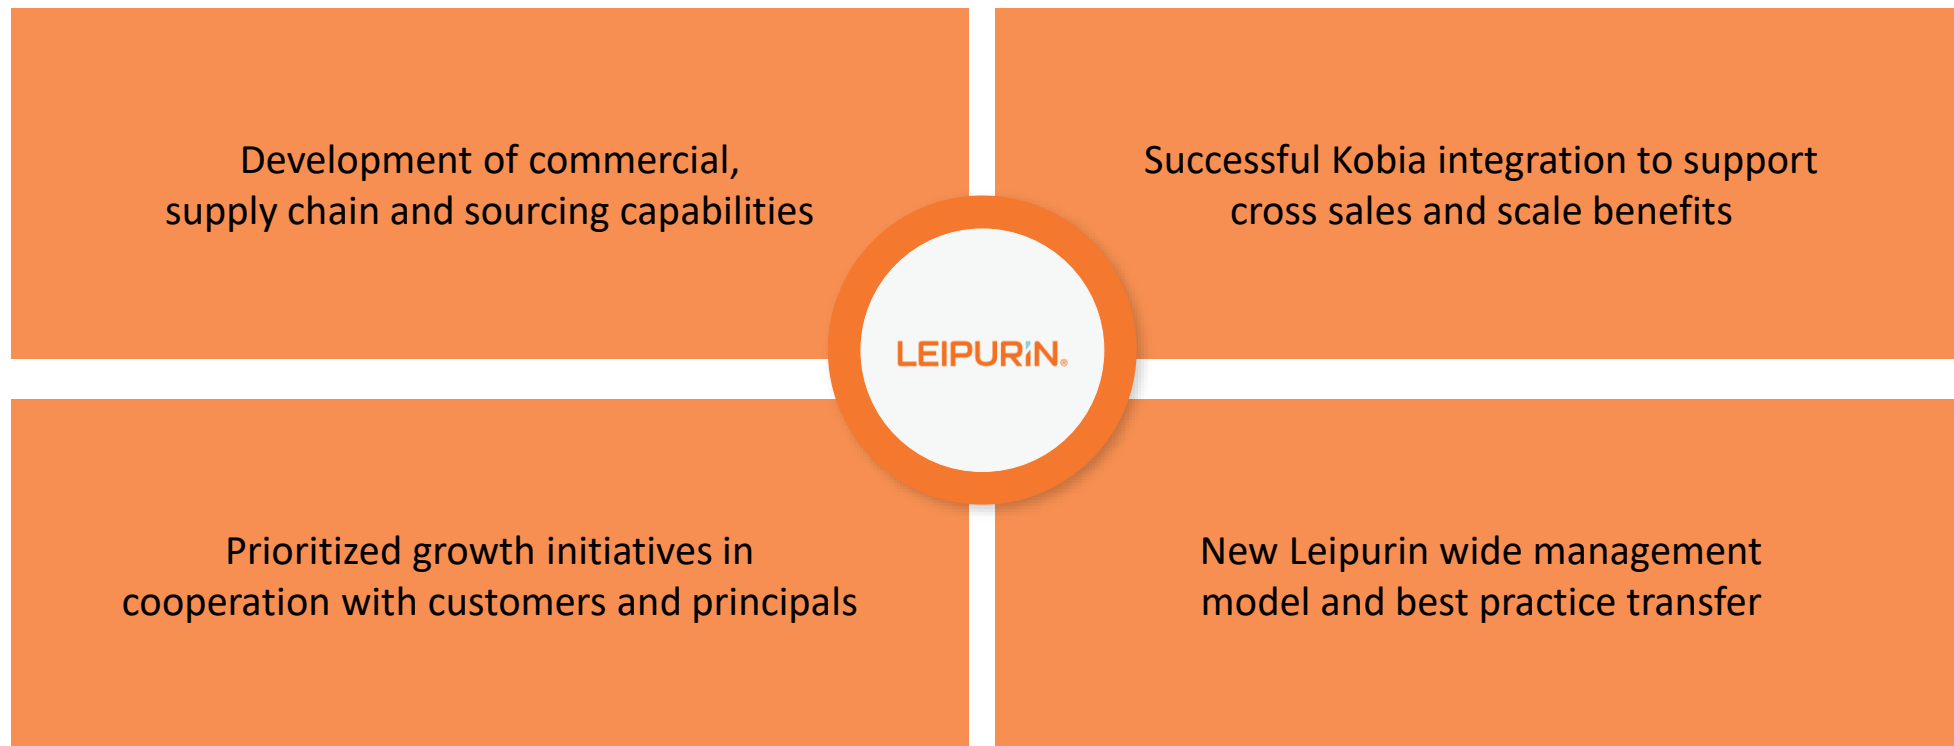 Development of commercial,
supply chain and sourcing capabilities
Successful Kobia integration to support
cross sales and scale benefits
LEIPURIN®
Prioritized growth initiatives in
cooperation with customers and principals
New Leipurin wide management
model and best practice transfer